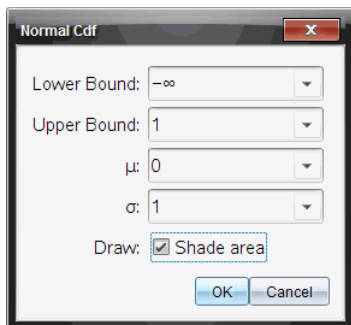 Normal Cdf
Lower Bound: −∞
Upper Bound: 1
μ: 0
σ: 1
Draw: Shade area
OK Cancel